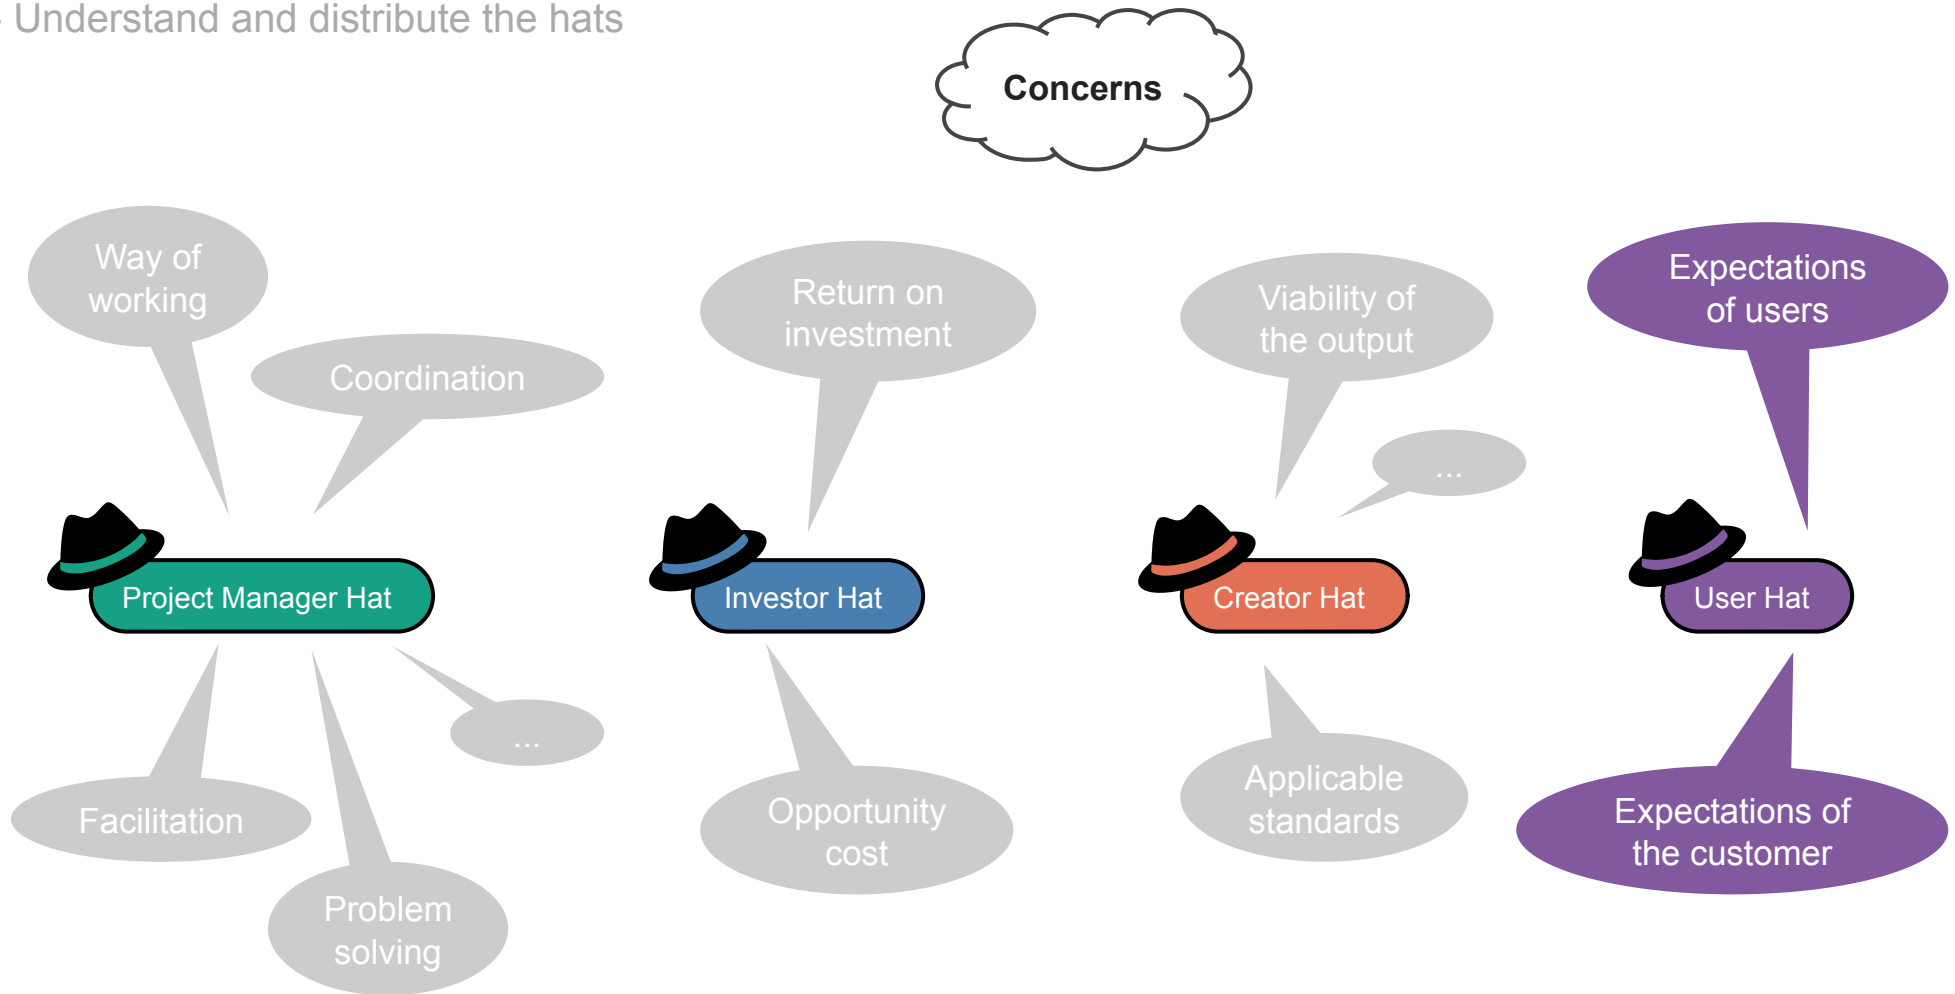 - Understand and distribute the hats
Concerns
Way of
working
Coordination
Return on
investment
Viability of
the output
...
Expectations
of users
Project Manager Hat
Investor Hat
Creator Hat
User Hat
...
Facilitation
Problem
solving
Opportunity
cost
Applicable
standards
Expectations of
the customer